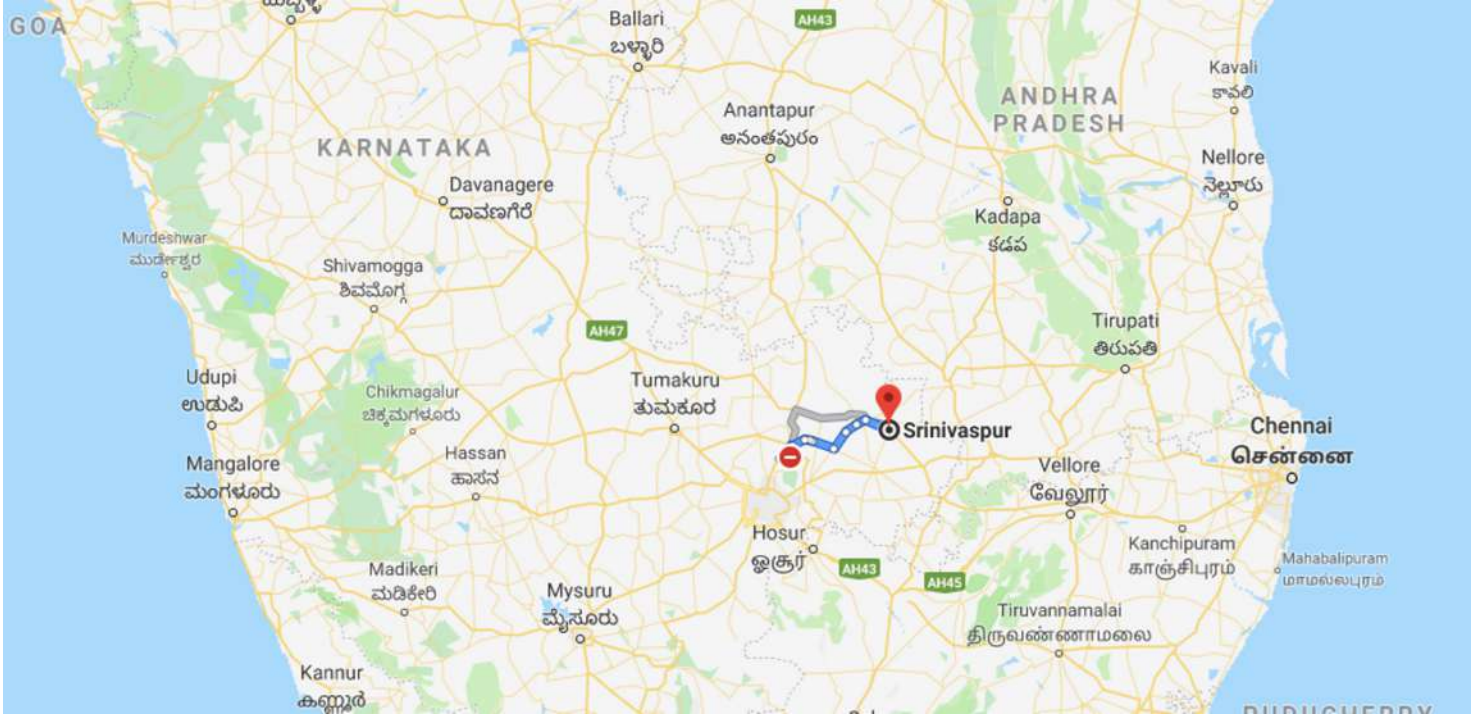 GOA
Ballari
ಬಳ್ಳಾರಿ
AH43
Kavali
కావలి
ANDHRA
PRADESH
Anantapur
అనంతపురం
KARNATAKA
Nellore
నెల్లూరు
Davanagere
ದಾವಣಗೆರೆ
Kadapa
కడప
Murdeshwar
ಮುರ್ಡೇಶ್ವರ
Shivamogga
ಶಿವಮೊಗ್ಗ
AH47
Tirupati
తిరుపతి
Udupi
ಉಡುಪಿ
Chikmagalur
ಚಿಕ್ಕಮಗಳೂರು
Tumakuru
ತುಮಕೂರ
Srinivaspur
Chennai
சென்னை
Hassan
ಹಾಸನ
Mangalore
ಮಂಗಳೂರು
Vellore
வேலூர்
Hosur
ஓசூர்
Kanchipuram
காஞ்சிபுரம்
Mahabalipuram
மாமல்லபுரம்
Madikeri
ಮಡಿಕೇರಿ
AH43
AH45
Mysuru
ಮೈಸೂರು
Tiruvannamalai
திருவண்ணாமலை
Kannur
കണ്ണൂർ